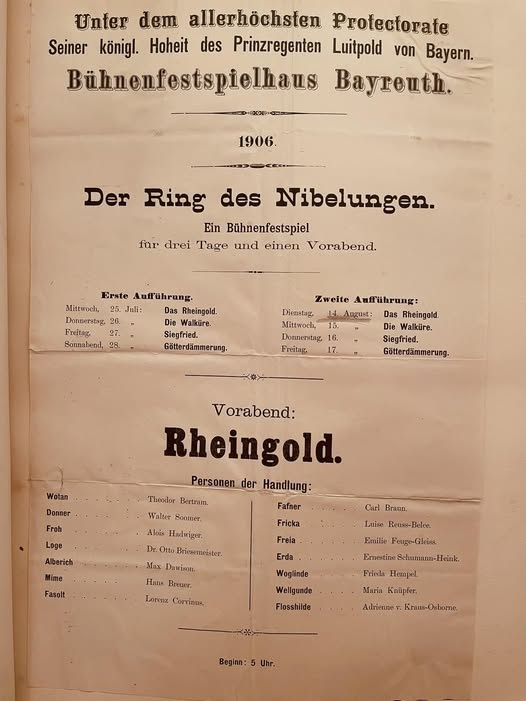 Unter dem allerhöchsten Protectorate
Seiner königl. Hoheit des Prinzregenten Luitpold von Bayern.
Bühnenfestspielhaus Bayreuth.
1906.
Der Ring des Nibelungen.
Ein Bühnenfestspiel
für drei Tage und einen Vorabend.
Erste Aufführung.
Mittwoch, 25. Juli: Das Rheingold.
Donnerstag, 26. „ Die Walküre.
Freitag, 27. „ Siegfried.
Sonnabend, 28. „ Götterdämmerung.
Zweite Aufführung:
Dienstag, 14. August: Das Rheingold.
Mittwoch, 15. „ Die Walküre.
Donnerstag, 16. „ Siegfried.
Freitag, 17. „ Götterdämmerung.
Vorabend:
Rheingold.
Personen der Handlung:
Wotan . . . . . Theodor Bertram.
Donner . . . . . Walter Soomer.
Froh . . . . . Alois Hadwiger.
Loge . . . . . Dr. Otto Briesemeister.
Alberich . . . . . Max Dawison.
Mime . . . . . Hans Breuer.
Fasolt . . . . . Lorenz Corvinus.
Fafner . . . . . Carl Braun.
Fricka . . . . . Luise Reuss-Belce.
Freia . . . . . Emilie Feuge-Gleiss.
Erda . . . . . Ernestine Schumann-Heink.
Woglinde . . . . . Frieda Hempel.
Wellgunde . . . . . Maria Knüpfer.
Flosshilde . . . . . Adrienne v. Kraus-Osborne.
Beginn: 5 Uhr.